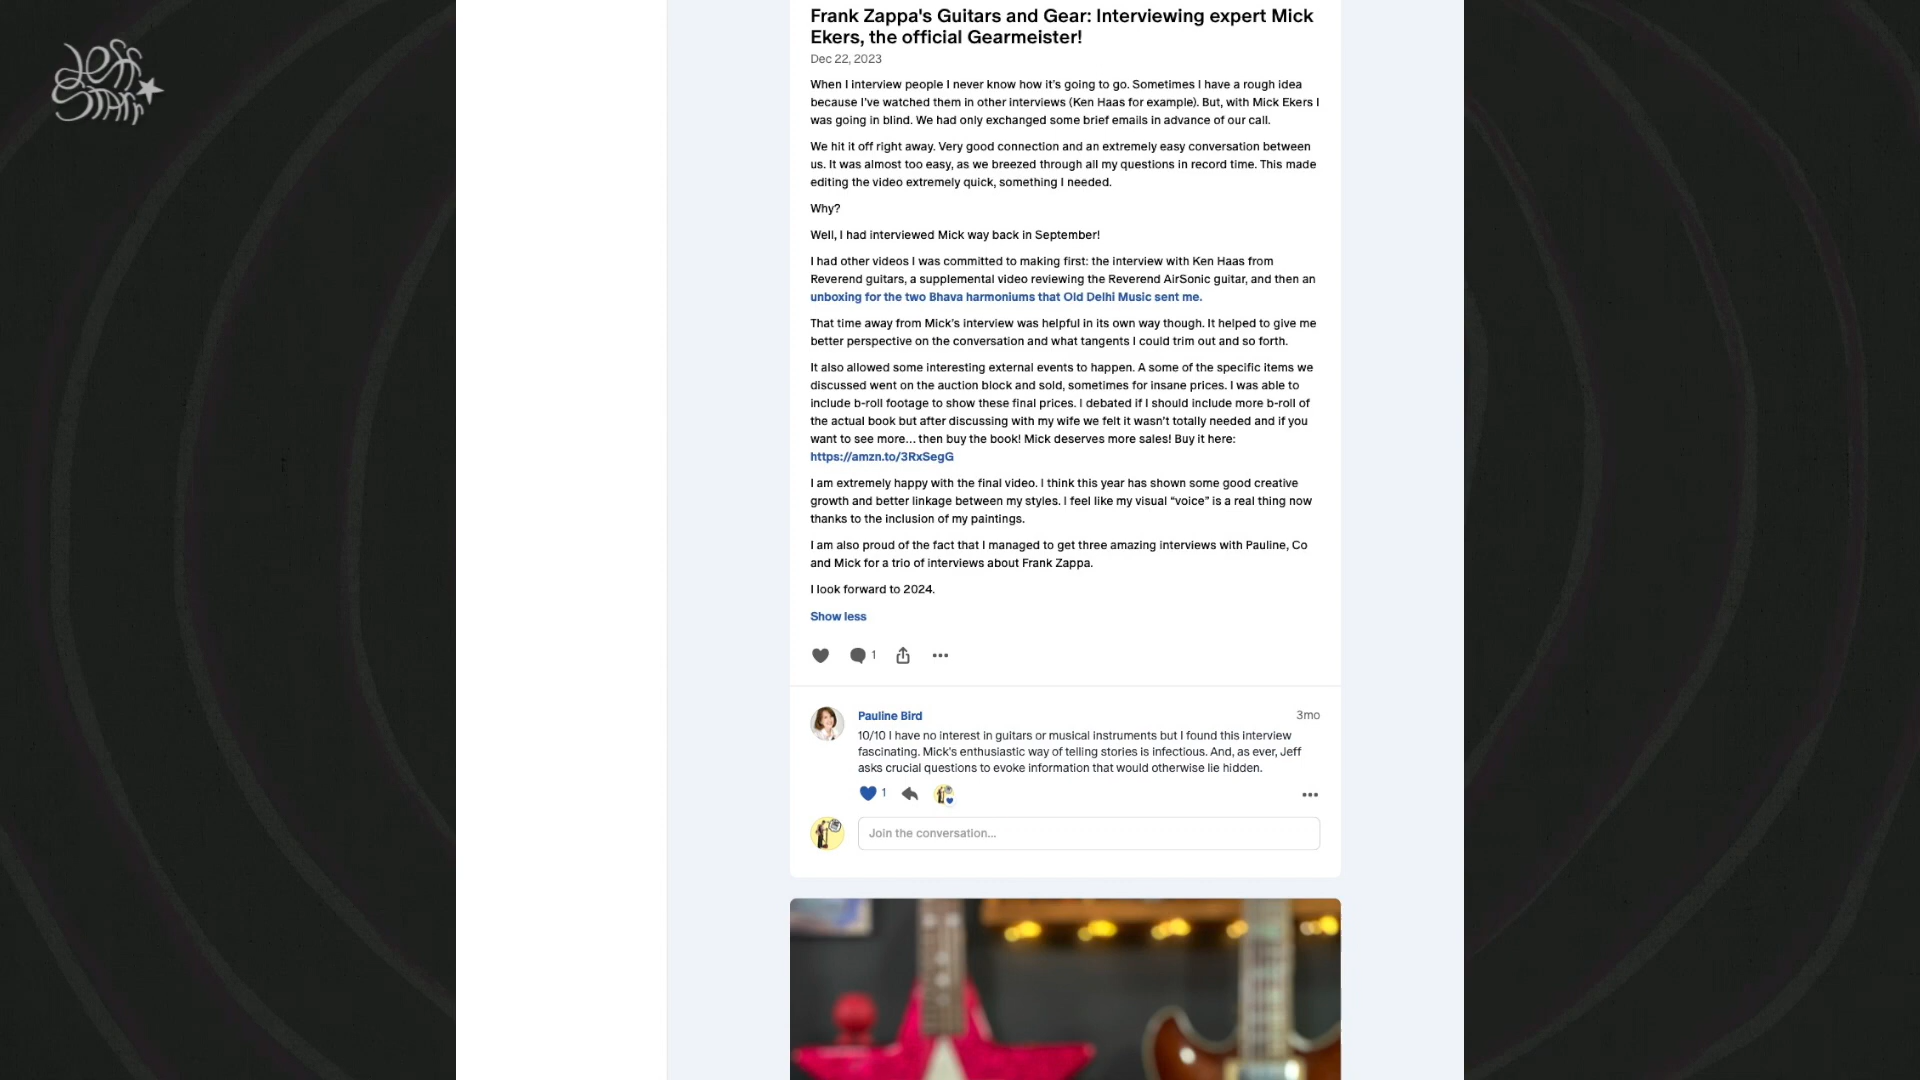 Jeff
Starr
Frank Zappa's Guitars and Gear: Interviewing expert Mick
Ekers, the official Gearmeister!
Dec 22, 2023
When I interview people I never know how it's going to go. Sometimes I have a rough idea
because I've watched them in other interviews (Ken Haas for example). But, with Mick Ekers I
was going in blind. We had only exchanged some brief emails in advance of our call.
We hit it off right away. Very good connection and an extremely easy conversation between
us. It was almost too easy, as we breezed through all my questions in record time. This made
editing the video extremely quick, something I needed.
Why?
Well, I had interviewed Mick way back in September!
I had other videos I was committed to making first: the interview with Ken Haas from
Reverend guitars, a supplemental video reviewing the Reverend AirSonic guitar, and then an
unboxing for the two Bhava harmoniums that Old Delhi Music sent me.
That time away from Mick's interview was helpful in its own way though. It helped to give me
better perspective on the conversation and what tangents I could trim out and so forth.
It also allowed some interesting external events to happen. A some of the specific items we
discussed went on the auction block and sold, sometimes for insane prices. I was able to
include b-roll footage to show these final prices. I debated if I should include more b-roll of
the actual book but after discussing with my wife we felt it wasn't totally needed and if you
want to see more... then buy the book! Mick deserves more sales! Buy it here:
https://amzn.to/3RxSegG
I am extremely happy with the final video. I think this year has shown some good creative
growth and better linkage between my styles. I feel like my visual “voice” is a real thing now
thanks to the inclusion of my paintings.
I am also proud of the fact that I managed to get three amazing interviews with Pauline, Co
and Mick for a trio of interviews about Frank Zappa.
I look forward to 2024.
Show less
1
Pauline Bird
3mo
10/10 I have no interest in guitars or musical instruments but I found this interview
fascinating. Mick's enthusiastic way of telling stories is infectious. And, as ever, Jeff
asks crucial questions to evoke information that would otherwise lie hidden.
1
Join the conversation...